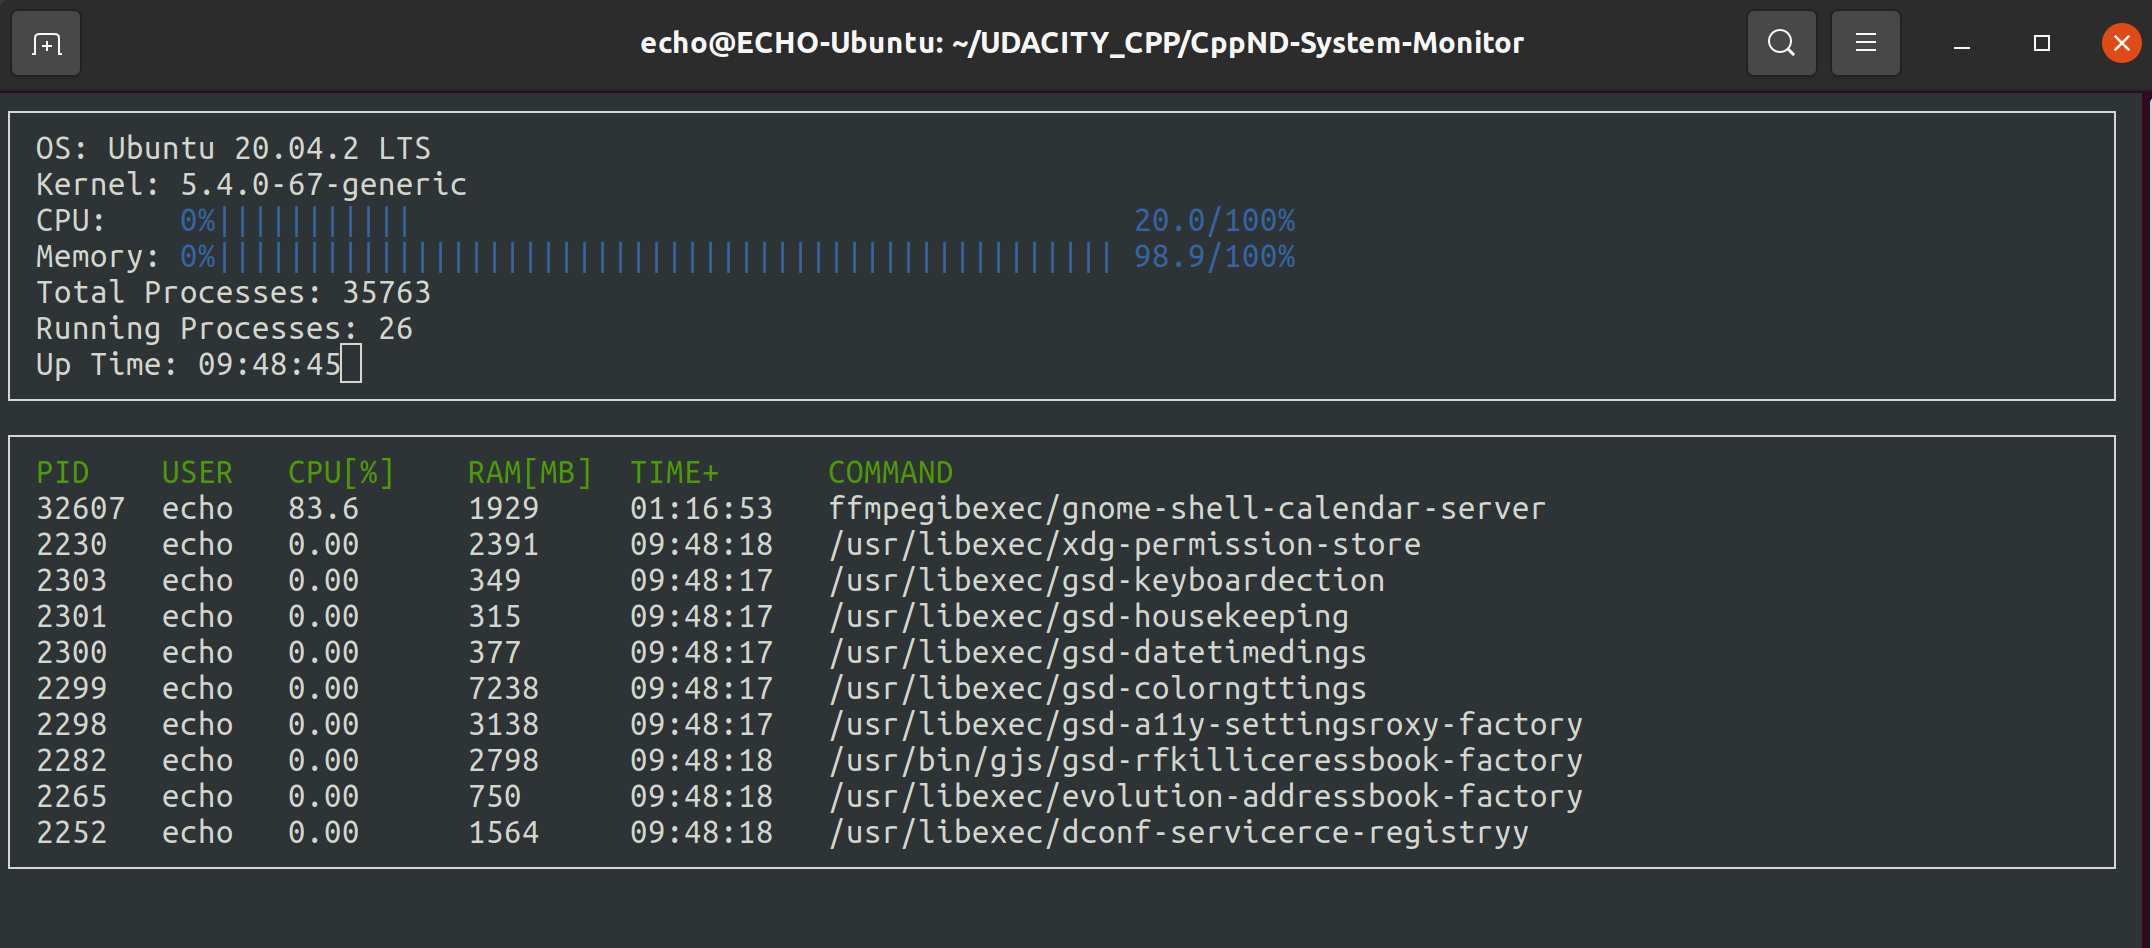 echo@ECHO-Ubuntu: ~/UDACITY_CPP/CppND-System-Monitor
OS: Ubuntu 20.04.2 LTS
Kernel: 5.4.0-67-generic
CPU: 0%||||||||||| 20.0/100%
Memory: 0%|||||||||||||||||||||||||||||||||||||||||||||||||| 98.9/100%
Total Processes: 35763
Running Processes: 26
Up Time: 09:48:45
PID USER CPU[%] RAM[MB] TIME+ COMMAND
32607 echo 83.6 1929 01:16:53 ffmpegibexec/gnome-shell-calendar-server
2230 echo 0.00 2391 09:48:18 /usr/libexec/xdg-permission-store
2303 echo 0.00 349 09:48:17 /usr/libexec/gsd-keyboardection
2301 echo 0.00 315 09:48:17 /usr/libexec/gsd-housekeeping
2300 echo 0.00 377 09:48:17 /usr/libexec/gsd-datetimedings
2299 echo 0.00 7238 09:48:17 /usr/libexec/gsd-colorngttings
2298 echo 0.00 3138 09:48:17 /usr/libexec/gsd-a11y-settingsroxy-factory
2282 echo 0.00 2798 09:48:18 /usr/bin/gjs/gsd-rfkilliceressbook-factory
2265 echo 0.00 750 09:48:18 /usr/libexec/evolution-addressbook-factory
2252 echo 0.00 1564 09:48:18 /usr/libexec/dconf-servicerce-registryy